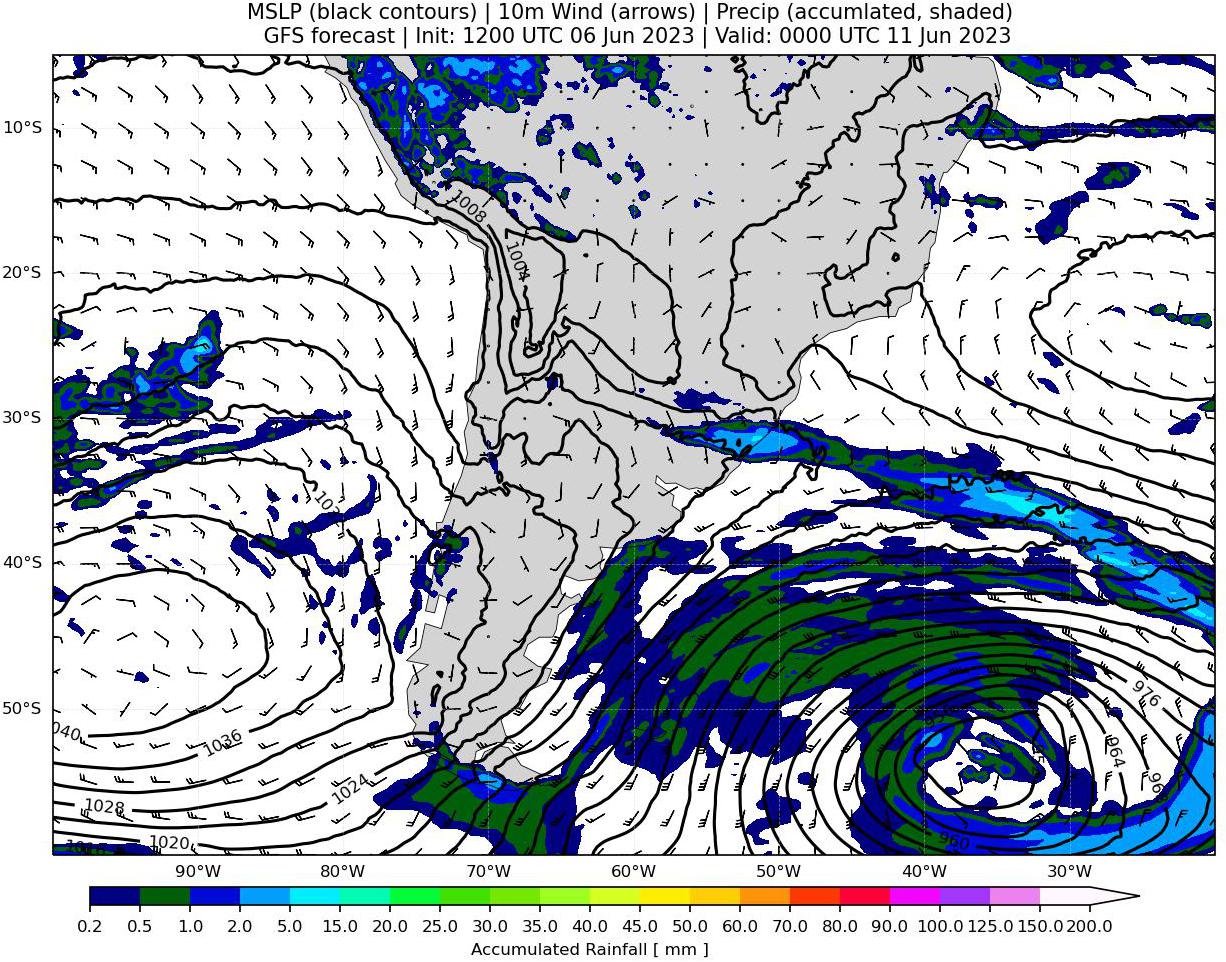 MSLP (black contours) | 10m Wind (arrows) | Precip (accumlated, shaded)
GFS forecast | Init: 1200 UTC 06 Jun 2023 | Valid: 0000 UTC 11 Jun 2023
10°S
1008
1004
20°S
30°S
40°S
976
50°S
040
1036
964
1024
1028
1020
960
90°W 80°W 70°W 60°W 50°W 40°W 30°W
0.2 0.5 1.0 2.0 5.0 10.0 15.0 20.0 25.0 30.0 35.0 40.0 45.0 50.0 60.0 70.0 80.0 90.0 100.0 125.0 150.0 200.0
Accumulated Rainfall [ mm ]